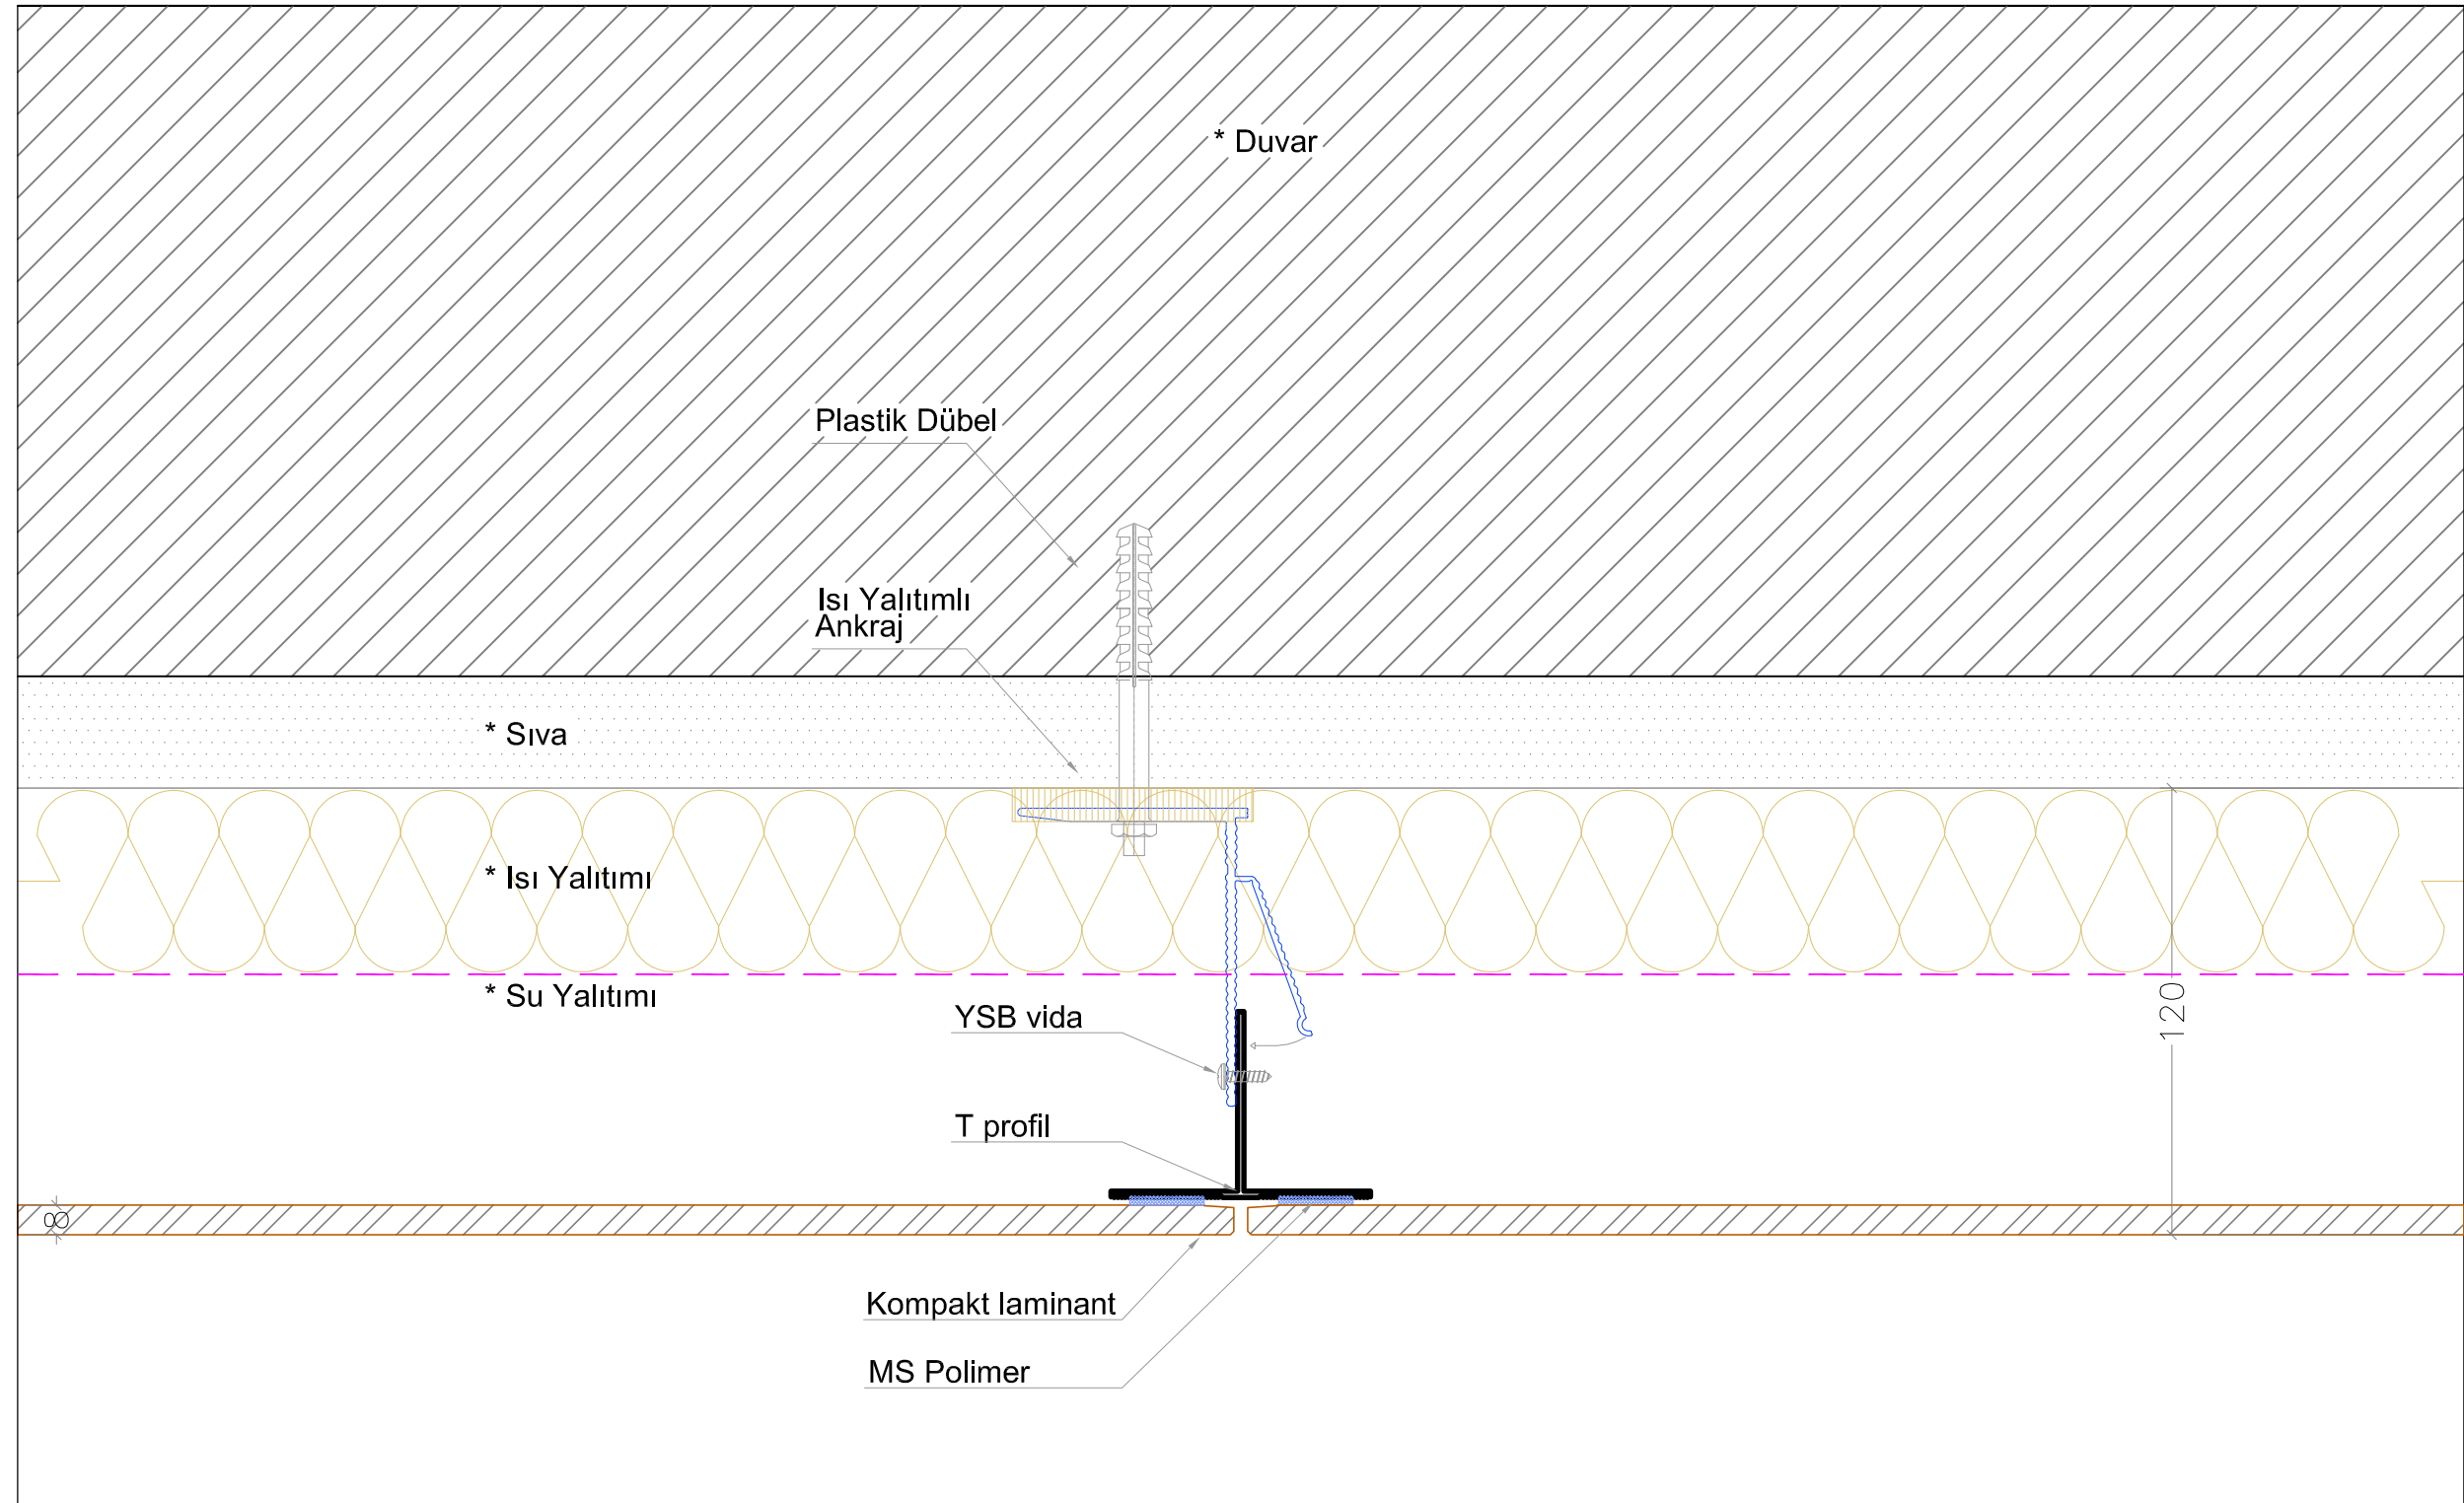 * Duvar
Plastik Dübel
Isı Yalıtımlı
Ankraj
* Sıva
* Isı Yalıtımı
* Su Yalıtımı
YSB vida
120
T profil
8
Kompakt laminant
MS Polimer